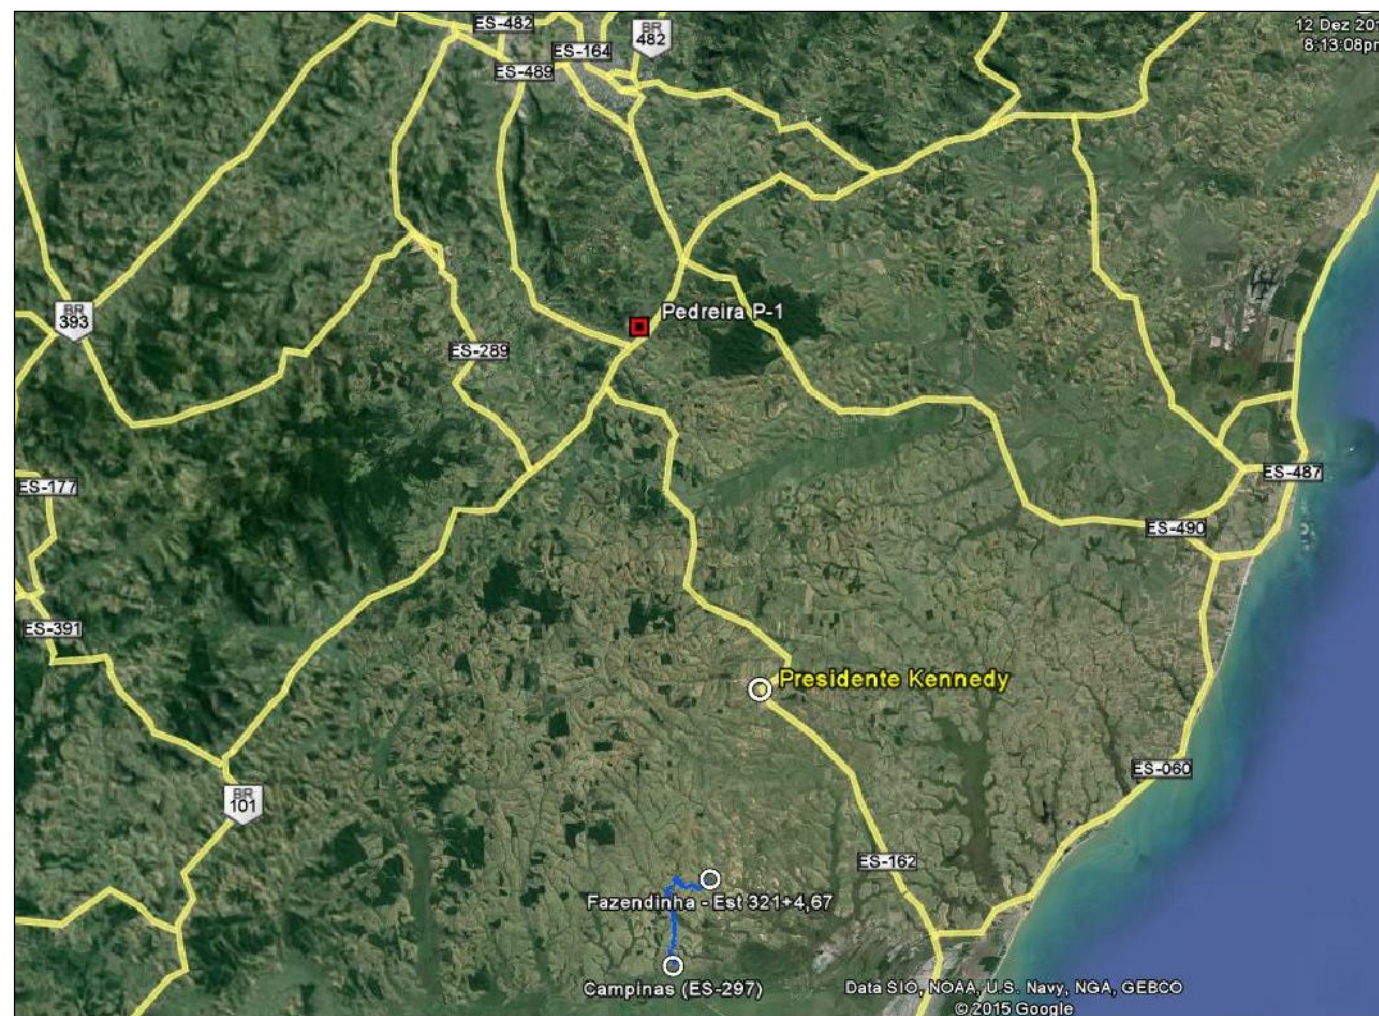 ES-482
BR
482
12 Dez 201
8:13:08pm
ES-164
ES-489
Pedreira P-1
BR
393
ES-289
ES-177
ES-487
ES-490
ES-391
Presidente Kennedy
ES-060
BR
101
ES-162
Fazendinha - Est 321+4,67
Campinas (ES-297)
Data SIO, NOAA, U.S. Navy, NGA, GEBCO
© 2015 Google